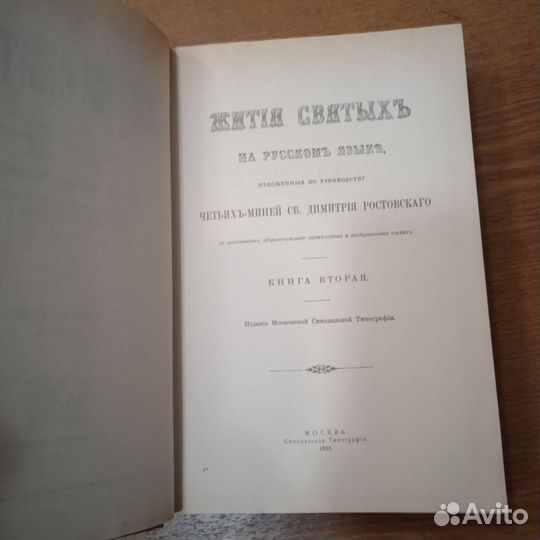 ЖИТІЯ СВЯТЫХЪ
НА РУССКОМЪ ЯЗЫКѢ,
ИЗЛОЖЕННЫЯ ПО РУКОВОДСТВУ
ЧЕТЬИХЪ-МИНЕЙ СВ. ДИМИТРІЯ РОСТОВСКАГО
съ дополненіями, объяснительными примѣчаніями и изображеніями святыхъ.
КНИГА ВТОРАЯ.
Изданіе Московской Синодальной Типографіи.
МОСКВА.
Синодальная Типографія.
Avito